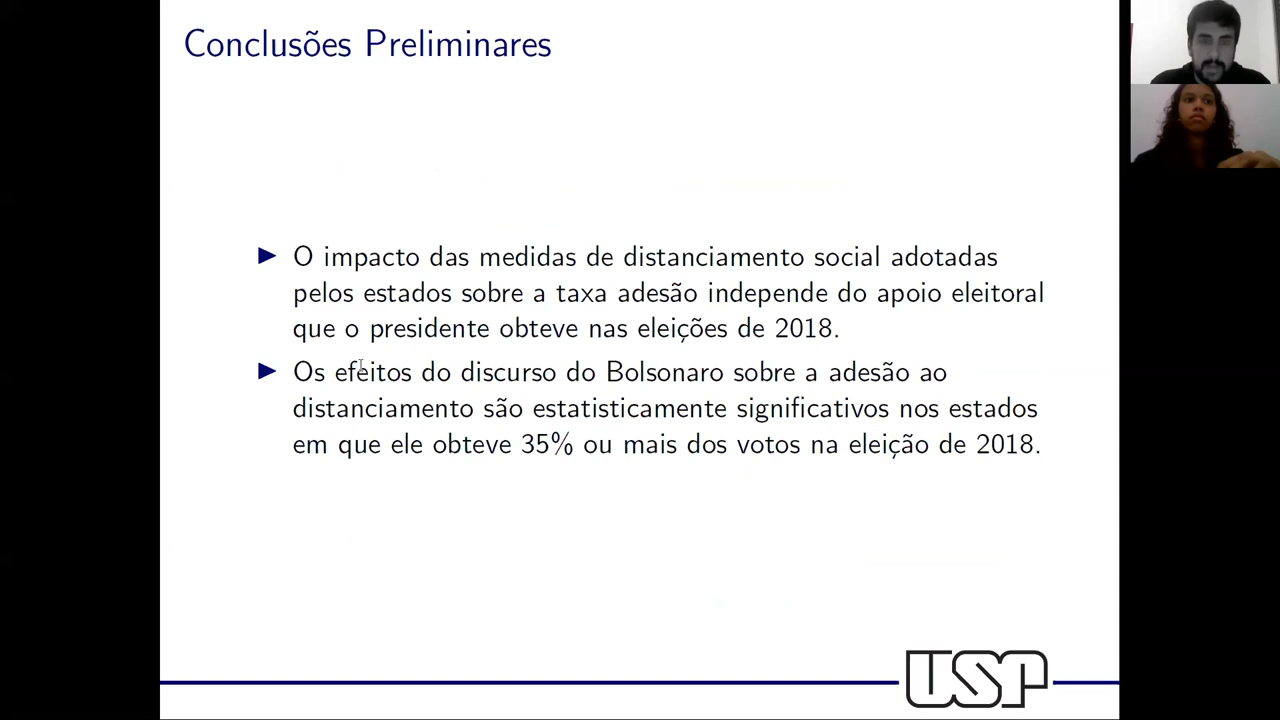 Conclusões Preliminares
O impacto das medidas de distanciamento social adotadas
pelos estados sobre a taxa adesão independe do apoio eleitoral
que o presidente obteve nas eleições de 2018.
Os efeitos do discurso do Bolsonaro sobre a adesão ao
distanciamento são estatisticamente significativos nos estados
em que ele obteve 35% ou mais dos votos na eleição de 2018.
USP